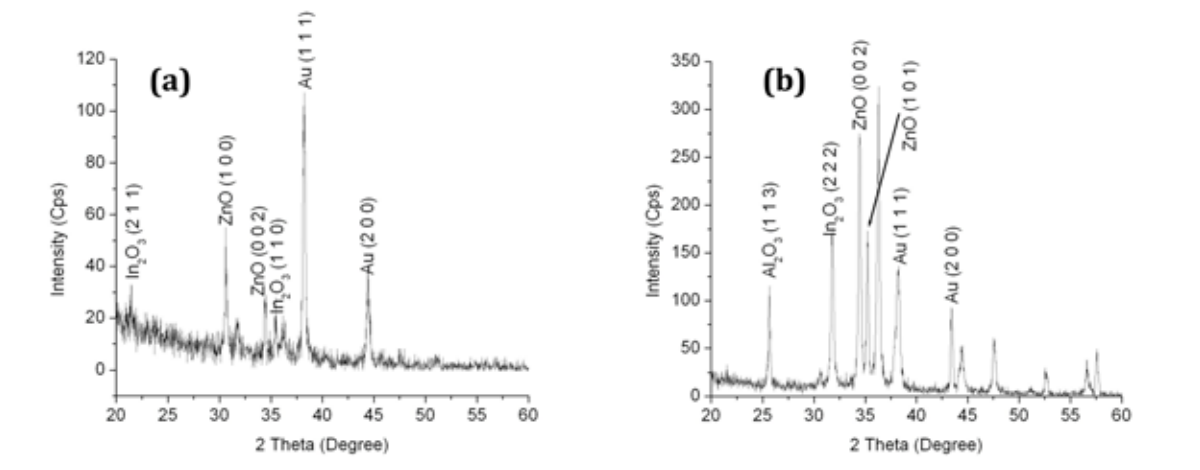 (a)
120
100
80
60
40
20
0
Intensity (Cps)
In₂O₃ (2 1 1)
ZnO (1 0 0)
ZnO (0 0 2)
In₂O₃ (1 1 0)
Au (1 1 1)
Au (2 0 0)
20 25 30 35 40 45 50 55 60
2 Theta (Degree)
(b)
350
300
250
200
150
100
50
0
Intensity (Cps)
Al₂O₃ (1 1 3)
In₂O₃ (2 2 2)
ZnO (0 0 2)
ZnO (1 0 1)
Au (1 1 1)
Au (2 0 0)
20 25 30 35 40 45 50 55 60
2 Theta (Degree)